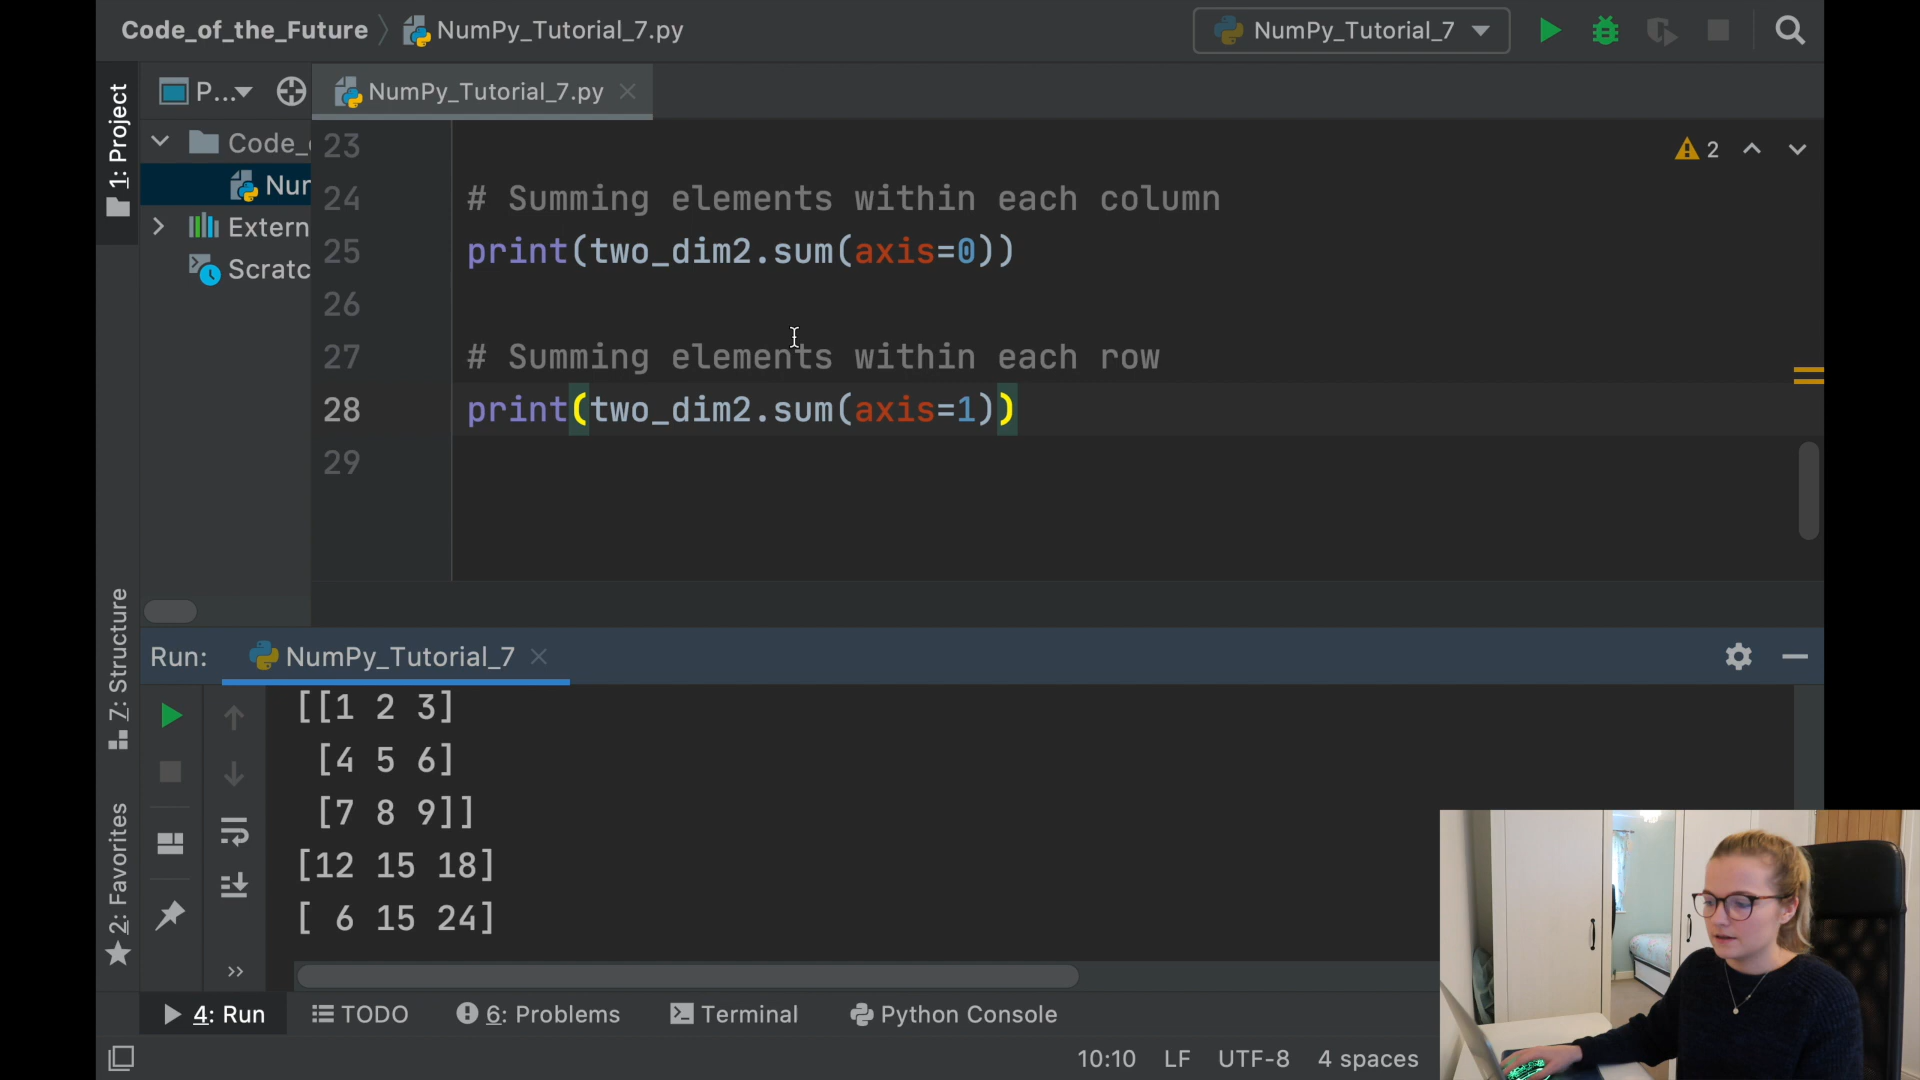 Code_of_the_Future
NumPy_Tutorial_7.py
NumPy_Tutorial_7
1: Project
P...
NumPy_Tutorial_7.py
Code_
Nur
Extern
Scratc
23
24 # Summing elements within each column
25 print(two_dim2.sum(axis=0))
26
27 # Summing elements within each row
28 print(two_dim2.sum(axis=1))
29
2
7: Structure
2: Favorites
Run: NumPy_Tutorial_7
[[1 2 3]
[4 5 6]
[7 8 9]]
[12 15 18]
[ 6 15 24]
4: Run TODO 6: Problems Terminal Python Console
10:10 LF UTF-8 4 spaces